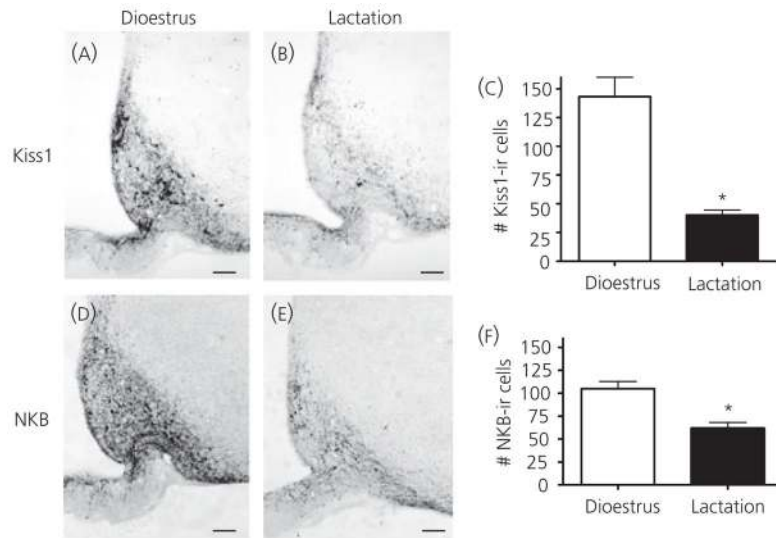 Dioestrus
Lactation
(A)
(B)
Kiss1
(C)
# Kiss1-ir cells
150
125
100
75
50
25
0
*
Dioestrus
Lactation
(D)
(E)
NKB
(F)
# NKB-ir cells
150
125
100
75
50
25
0
*
Dioestrus
Lactation